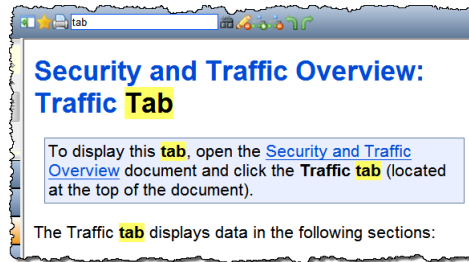 tab
Security and Traffic Overview:
Traffic Tab
To display this tab, open the Security and Traffic
Overview document and click the Traffic tab (located
at the top of the document).
The Traffic tab displays data in the following sections: